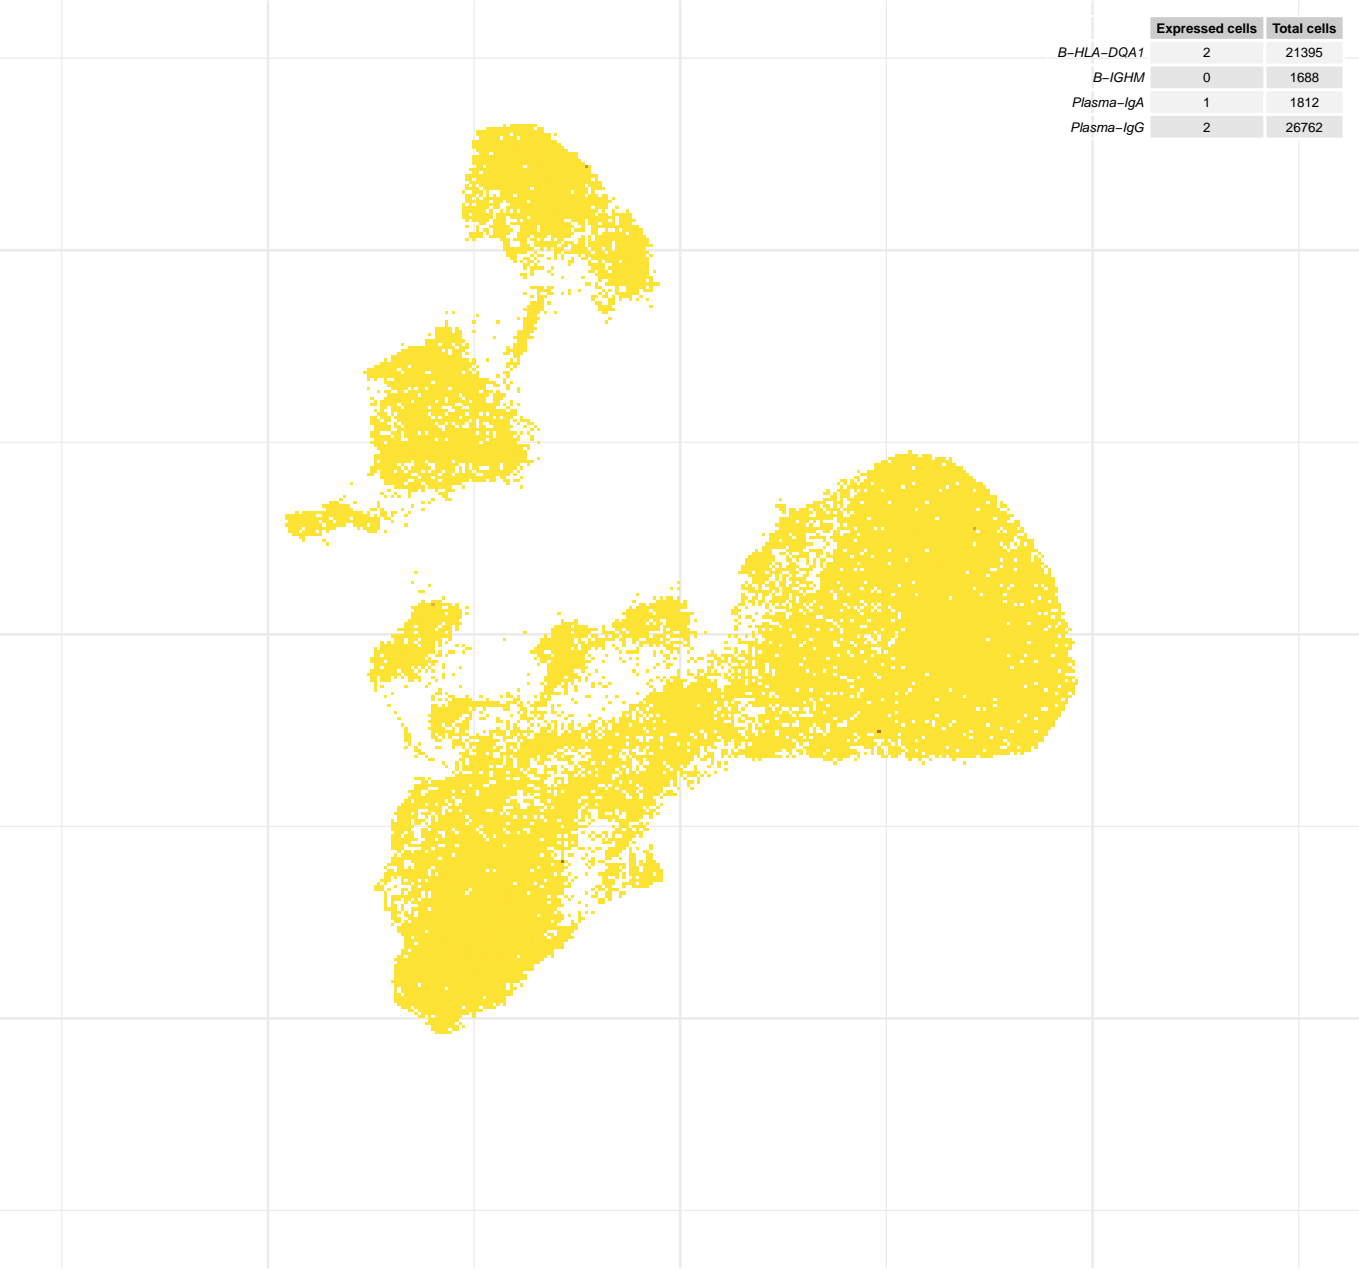 Expressed cells Total cells
B-HLA-DQA1 2 21395
B-IGHM 0 1688
Plasma-IgA 1 1812
Plasma-IgG 2 26762